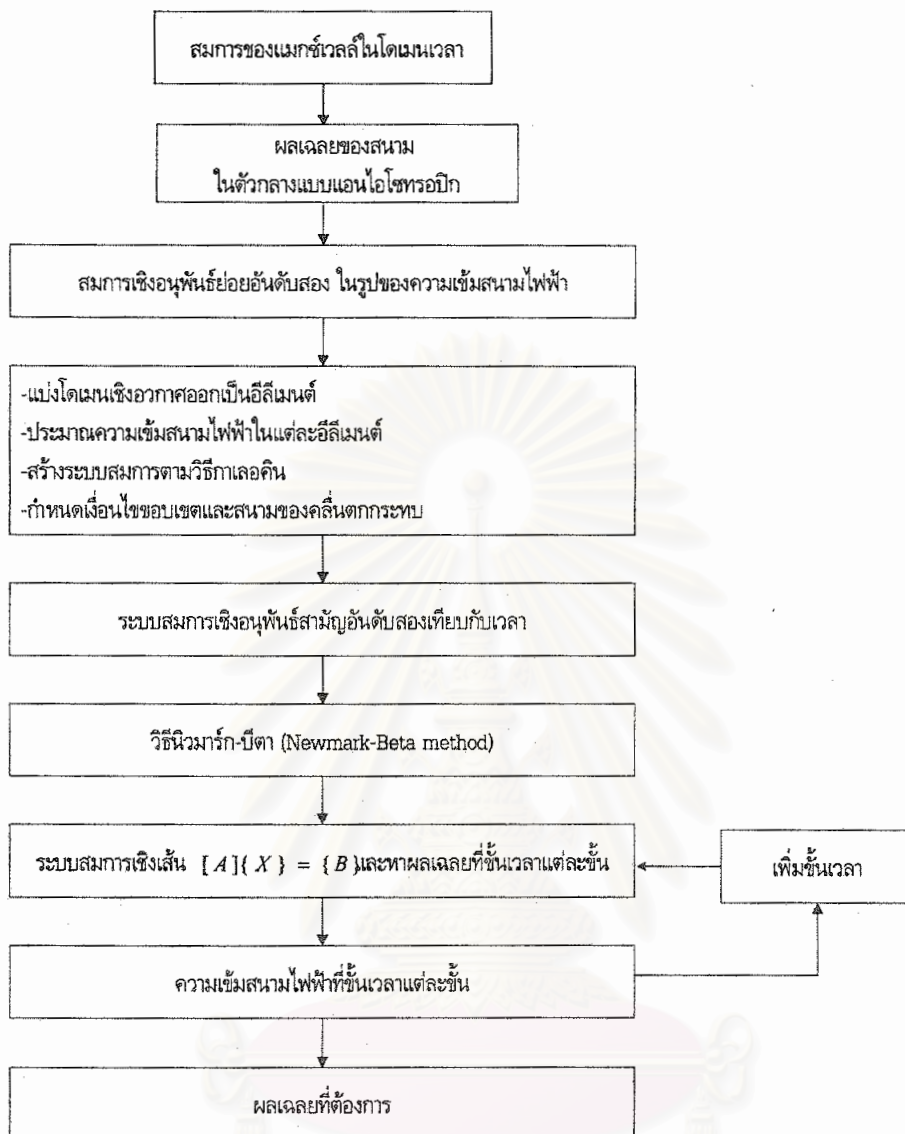 สมการของแมกซ์เวลล์ในโดเมนเวลา
ผลเฉลยของสนาม
ในตัวกลางแบบแอนไอโซทรอปิก
สมการเชิงอนุพันธ์ย่อยอันดับสอง ในรูปของความเข้มสนามไฟฟ้า
-แบ่งโดเมนเชิงอวกาศออกเป็นอีลีเมนต์
-ประมาณความเข้มสนามไฟฟ้าในแต่ละอีลีเมนต์
-สร้างระบบสมการตามวิธีกาเลอคิน
-กำหนดเงื่อนไขขอบเขตและสนามของคลื่นตกกระทบ
ระบบสมการเชิงอนุพันธ์สามัญอันดับสองเทียบกับเวลา
วิธีนิวมาร์ก-บีตา (Newmark-Beta method)
ระบบสมการเชิงเส้น [A]{X} = {B}และหาผลเฉลยที่ขั้นเวลาแต่ละขั้น
เพิ่มขั้นเวลา
ความเข้มสนามไฟฟ้าที่ขั้นเวลาแต่ละขั้น
ผลเฉลยที่ต้องการ